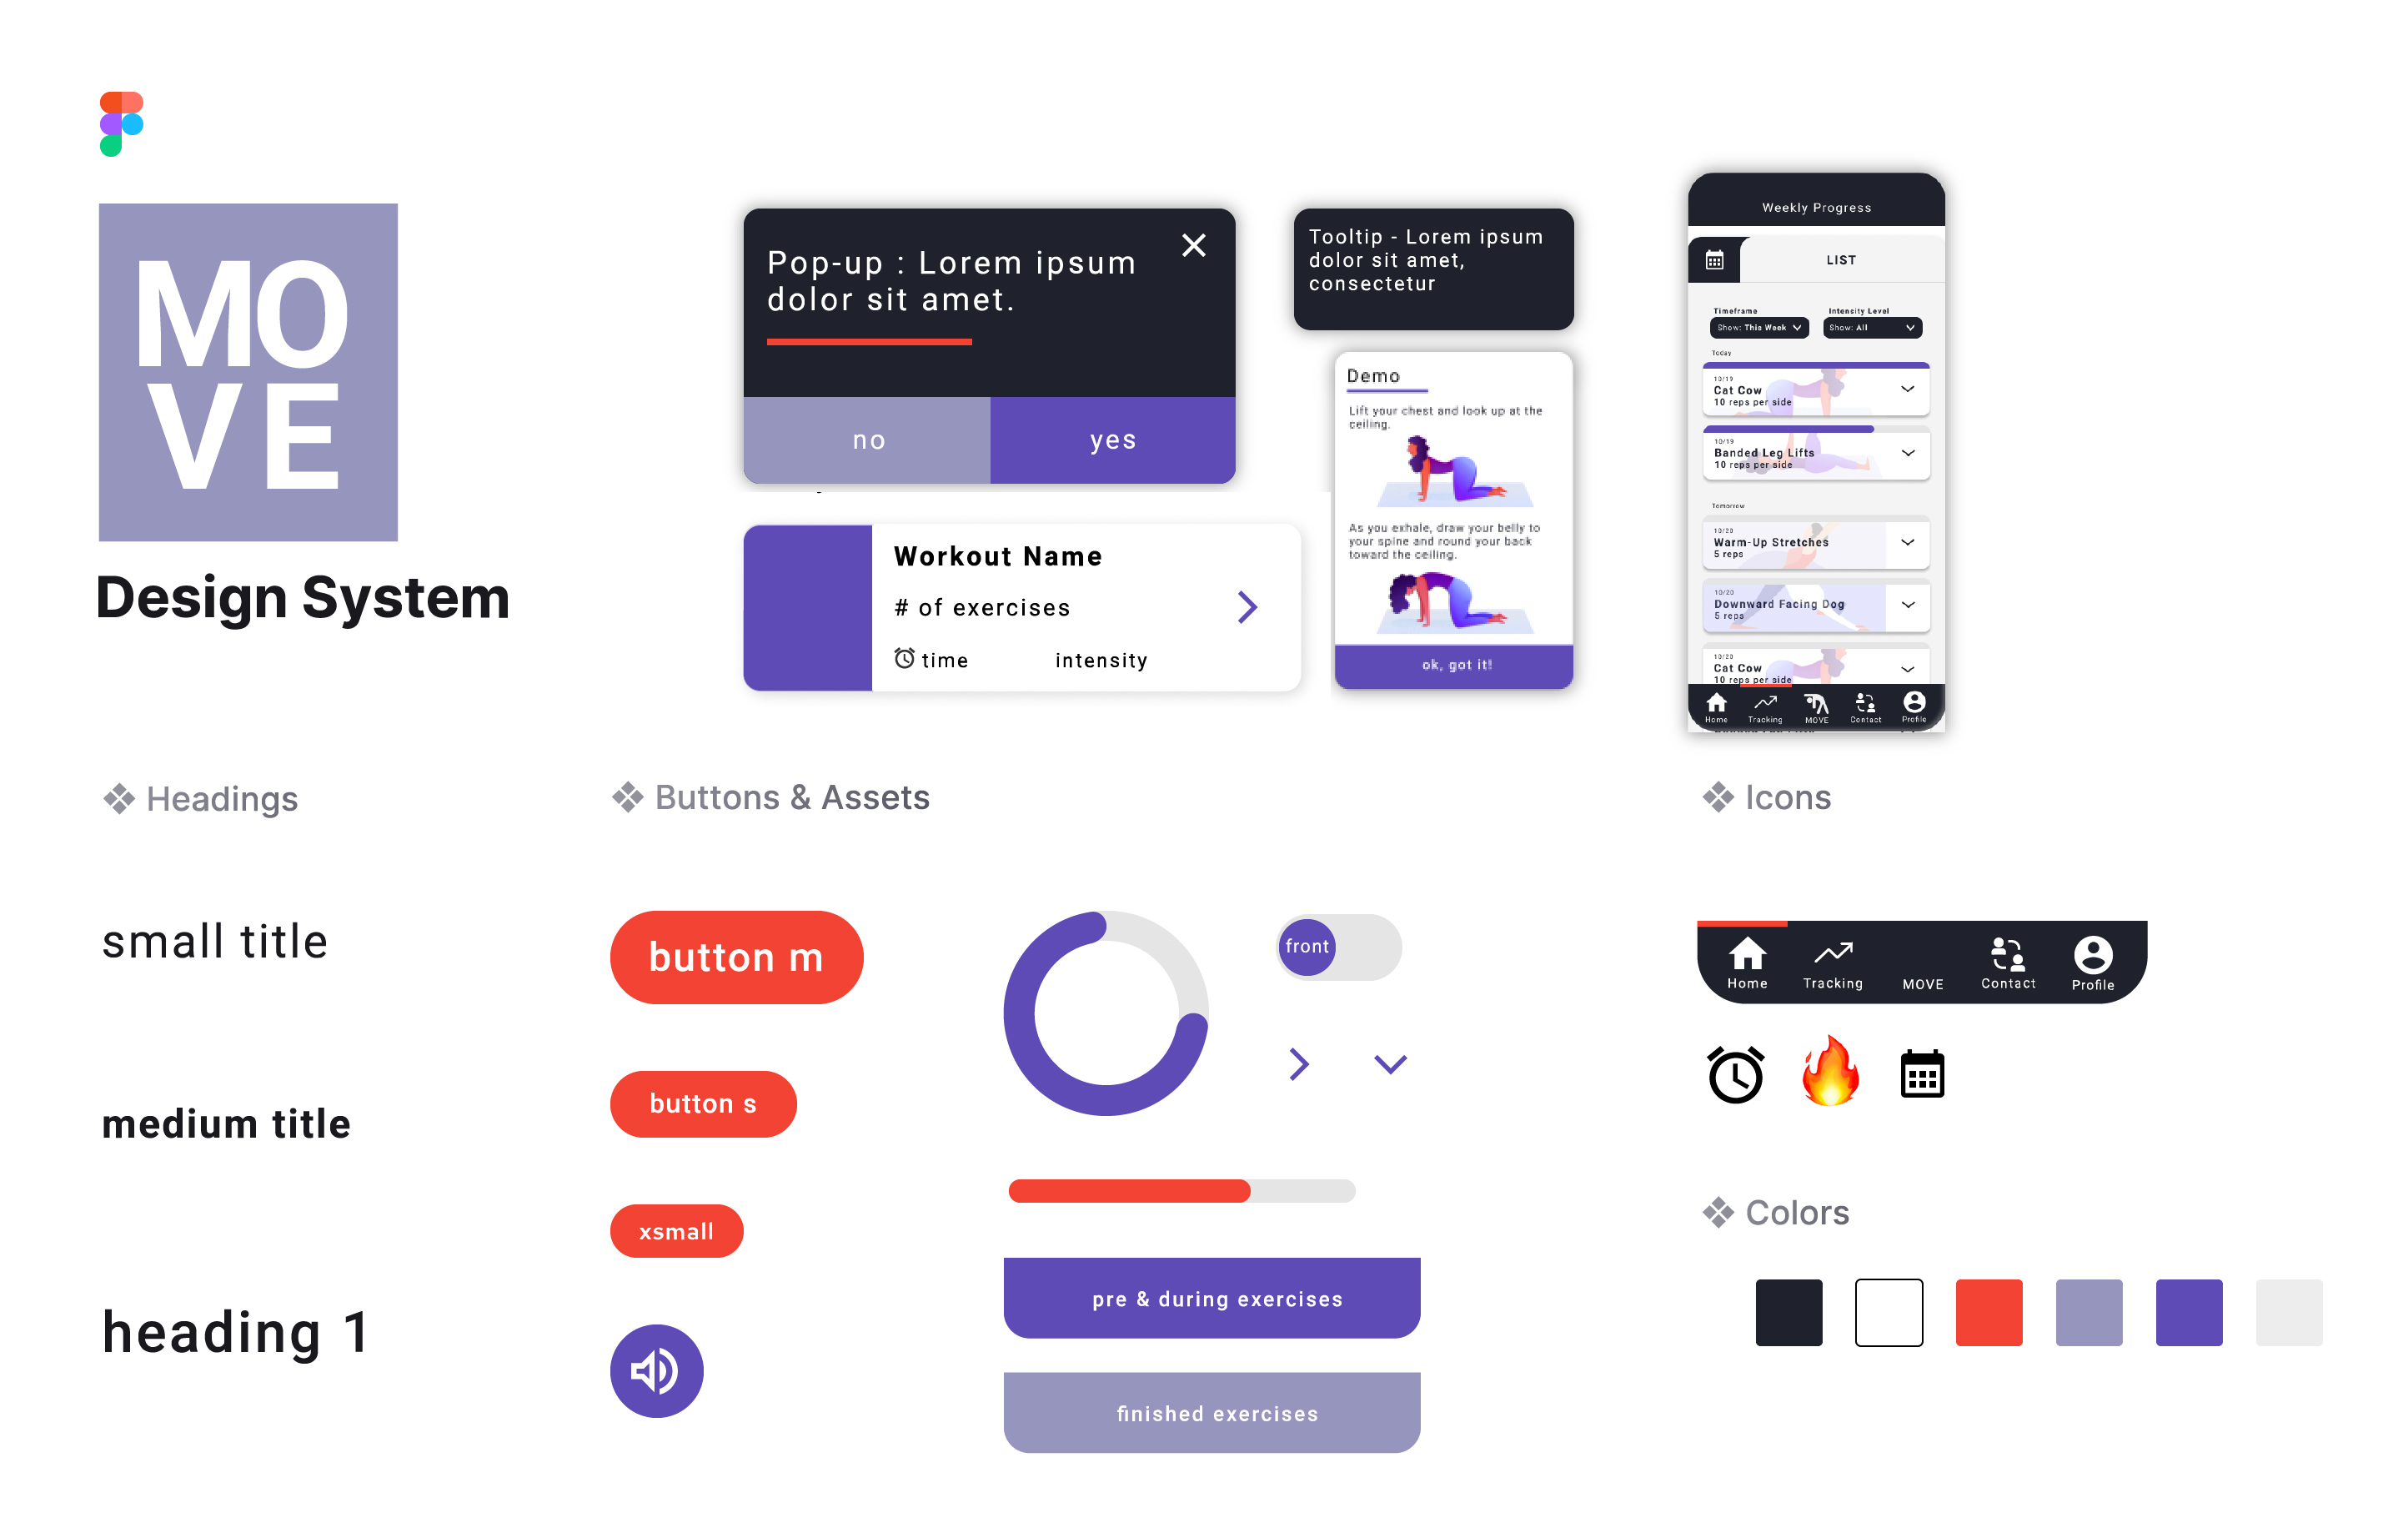 MO
VE
Design System
Pop-up : Lorem ipsum
dolor sit amet.
no
yes
Tooltip - Lorem ipsum
dolor sit amet,
consectetur
Workout Name
# of exercises
time
intensity
Demo
Lift your chest and look up at the
ceiling.
As you exhale, draw your belly to
your spine and round your back
toward the ceiling.
ok, got it!
Weekly Progress
LIST
Timeframe
Intensity Level
Show: This Week
Show: All
Today
10/19
Cat Cow
10 reps per side
10/19
Banded Leg Lifts
10 reps per side
Tomorrow
10/20
Warm-Up Stretches
5 reps
10/20
Downward Facing Dog
5 reps
10/20
Cat Cow
10 reps per side
Home
Tracking
MOVE
Contact
Profile
Headings
small title
medium title
heading 1
Buttons & Assets
button m
button s
xsmall
front
pre & during exercises
finished exercises
Icons
Home
Tracking
MOVE
Contact
Profile
Colors